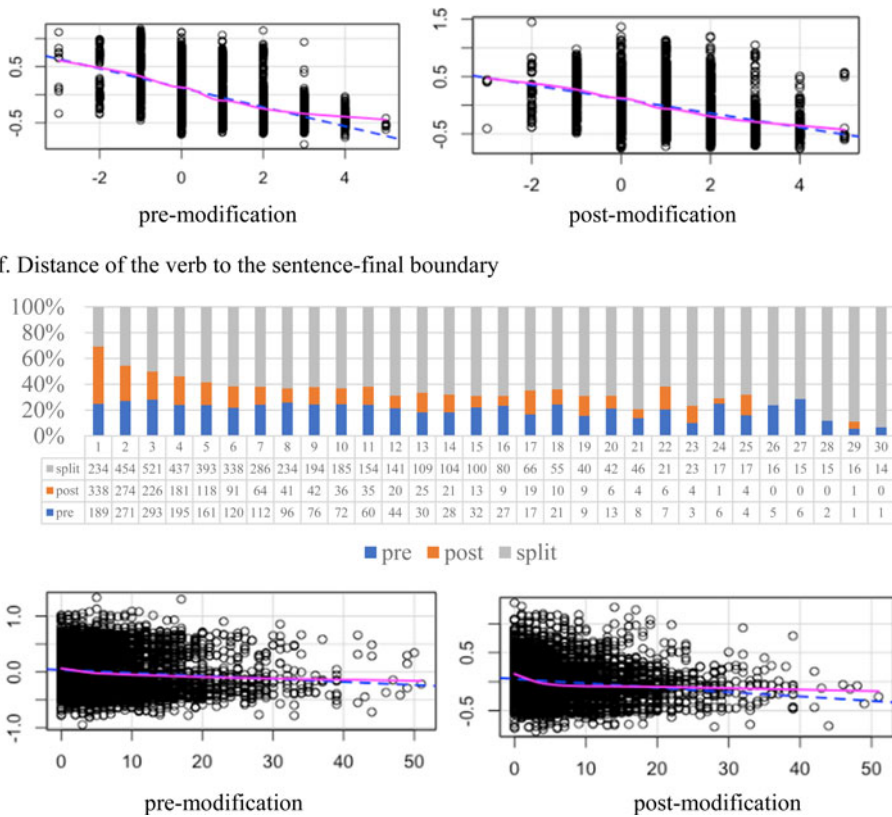 1.5
0.5
-0.5
0.5
-0.5
-2 0 2 4
-2 0 2 4
pre-modification
post-modification
f. Distance of the verb to the sentence-final boundary
100%
80%
60%
40%
20%
0%
1 2 3 4 5 6 7 8 9 10 11 12 13 14 15 16 17 18 19 20 21 22 23 24 25 26 27 28 29 30
split 234 454 521 437 393 338 286 234 194 185 154 141 109 104 100 80 66 55 40 42 46 21 23 17 17 16 15 15 16 14
post 338 274 226 181 118 91 64 41 42 36 35 20 25 21 13 9 19 10 9 6 4 6 4 1 4 0 0 0 1 0
pre 189 271 293 195 161 120 112 96 76 72 60 44 30 28 32 27 17 21 9 13 8 7 3 6 4 5 6 2 1 1
pre post split
1.0
0.0
-1.0
0.5
-0.5
0 10 20 30 40 50
0 10 20 30 40 50
pre-modification
post-modification